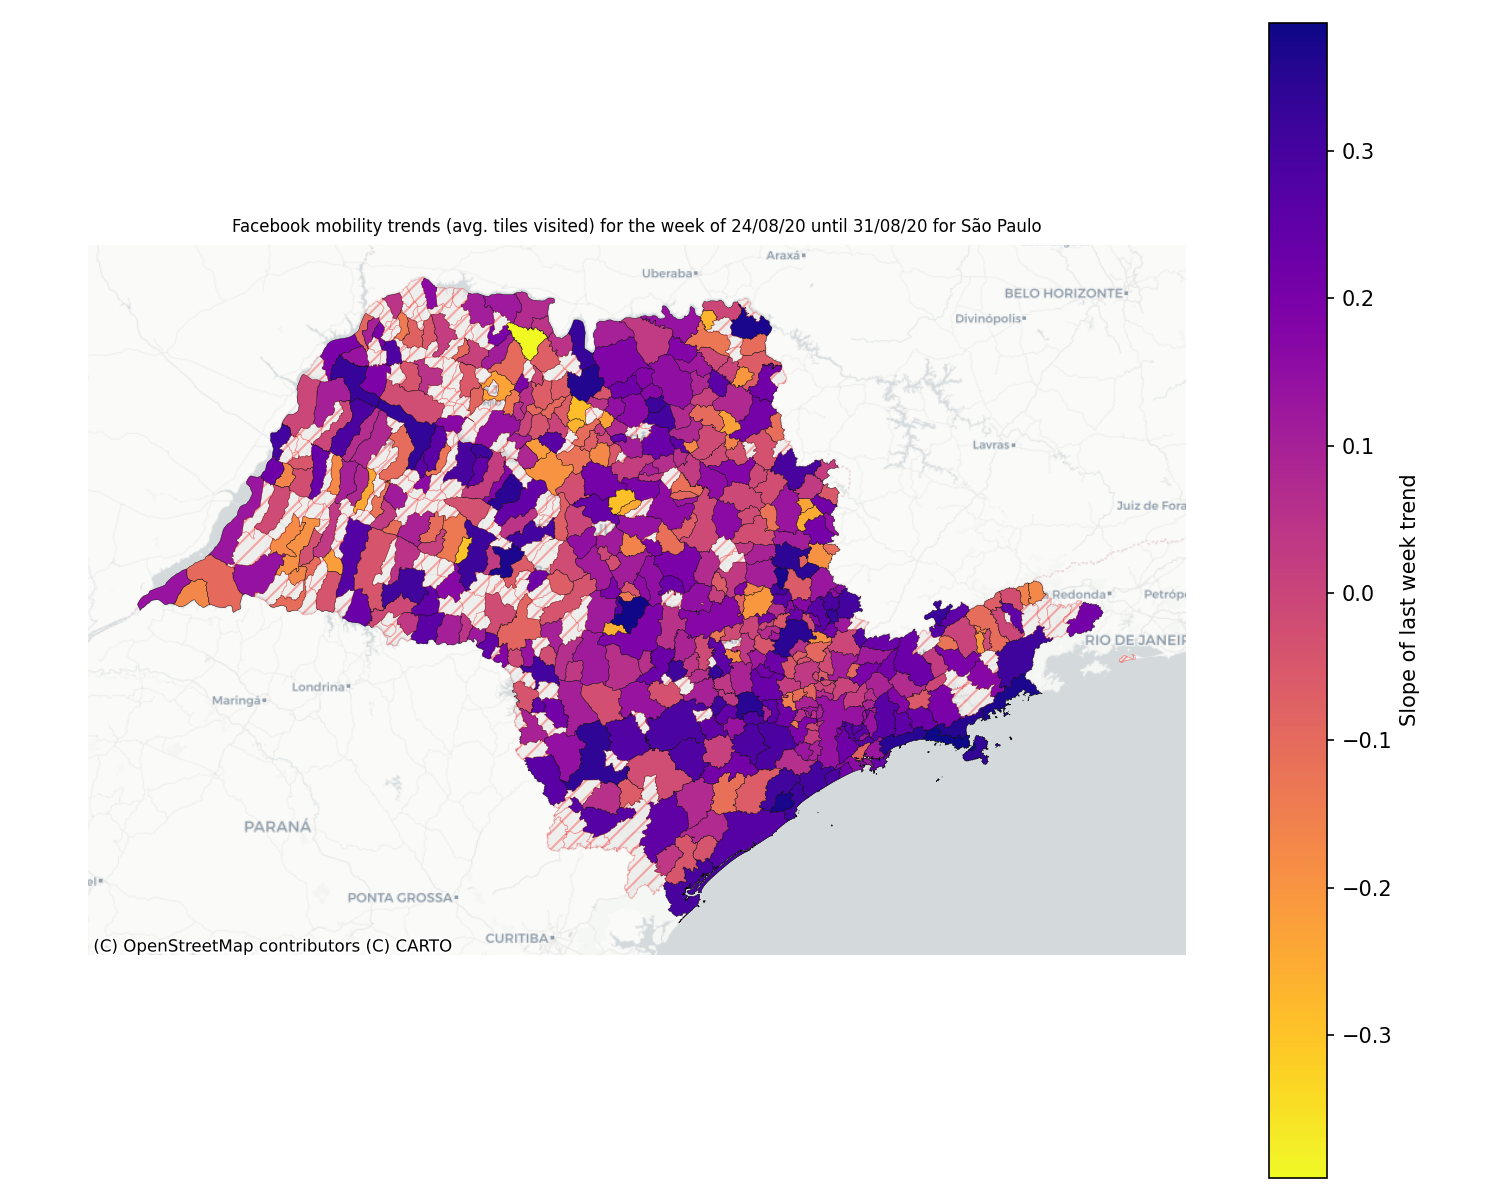 Facebook mobility trends (avg. tiles visited) for the week of 24/08/20 until 31/08/20 for São Paulo
Araxá
Uberaba
BELO HORIZONTE
Divinópolis
Lavras
Juiz de Fora
Redonda
Petróp
RIO DE JANEIR
Londrina
Maringá
PARANÁ
el
PONTA GROSSA
CURITIBA
(C) OpenStreetMap contributors (C) CARTO
0.3
0.2
0.1
0.0
−0.1
−0.2
−0.3
Slope of last week trend